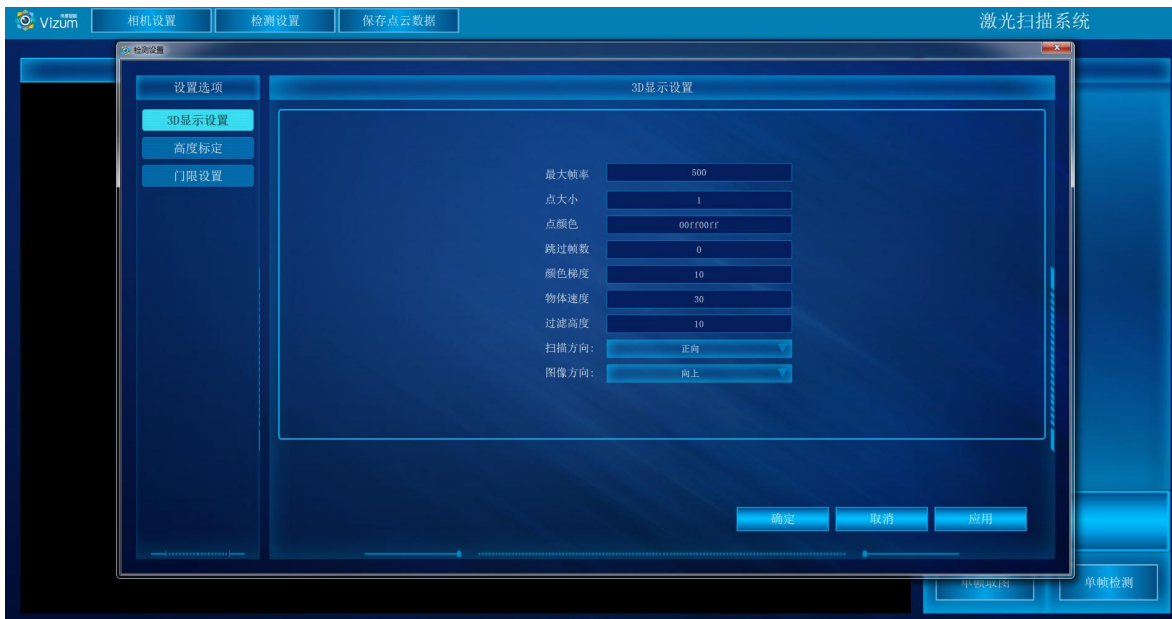 Vizum
相机设置
检测设置
保存点云数据
激光扫描系统
检测设置
设置选项
3D显示设置
3D显示设置
高度标定
门限设置
最大帧率 500
点大小 1
点颜色 00ff00ff
跳过帧数 0
颜色梯度 10
物体速度 30
过滤高度 10
扫描方向: 正向
图像方向: 向上
确定
取消
应用
单帧取图
单帧检测